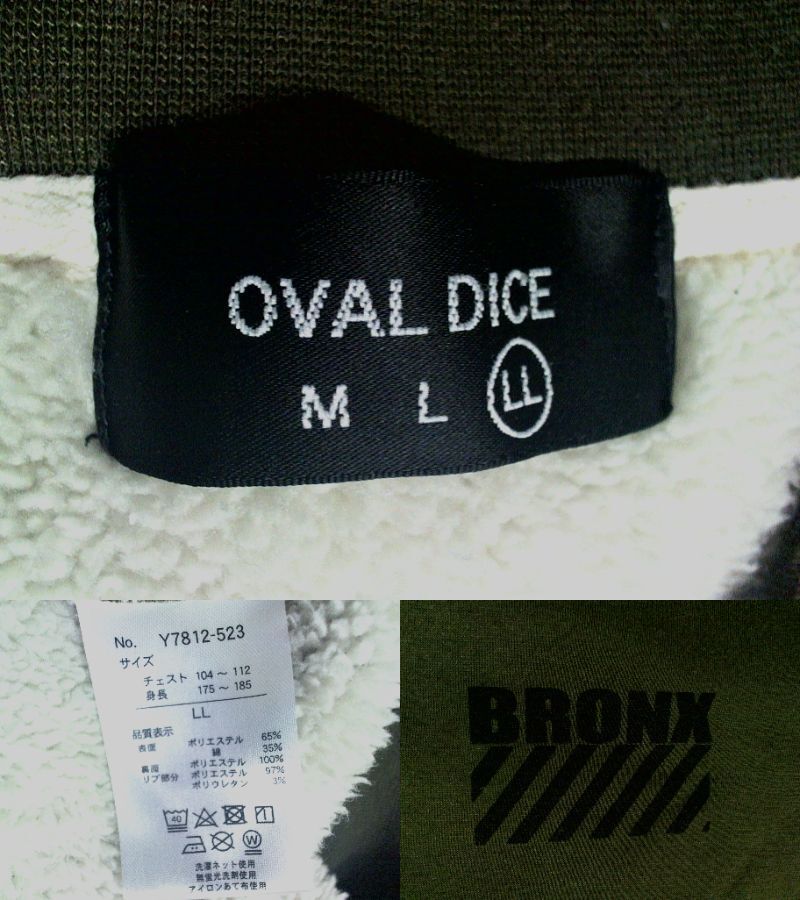 OVAL DICE
M L LL
No. Y7812-523
サイズ
チェスト 104 ～ 112
身長 175 ～ 185
LL
品質表示
表面 ポリエステル 65%
綿 35%
裏面 ポリエステル 100%
リブ部分 ポリエステル 97%
ポリウレタン 3%
40
W
洗濯ネット使用
無蛍光洗剤使用
アイロンあて布使用
BRONX